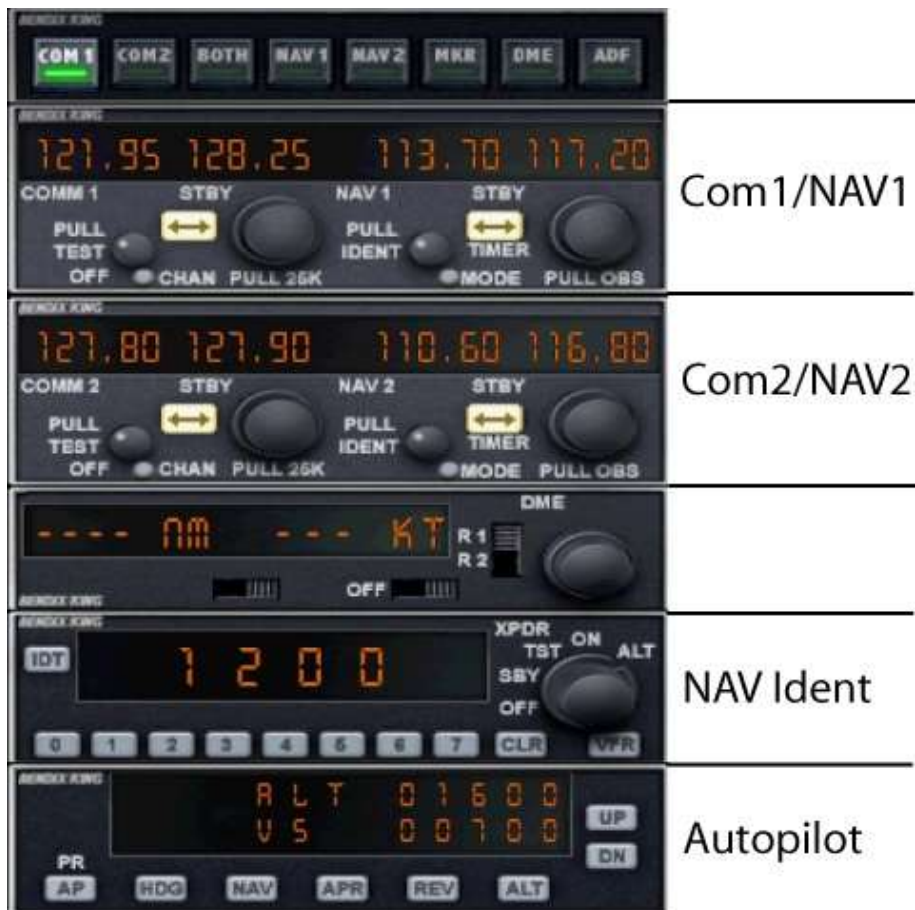 BENDIX KING
COM 1 COM2 BOTH NAV 1 NAV 2 MKR DME ADF
BENDIX KING
121.95 128.25 113.70 117.20
COMM 1 STBY NAV 1 STBY
PULL TEST PULL IDENT TIMER
OFF CHAN PULL 25K MODE PULL OBS
Com1/NAV1
BENDIX KING
127.80 127.90 110.60 116.80
COMM 2 STBY NAV 2 STBY
PULL TEST PULL IDENT TIMER
OFF CHAN PULL 25K MODE PULL OBS
Com2/NAV2
DME
---- NM --- KT R 1
R 2
OFF
BENDIX KING
BENDIX KING
XPDR TST ON ALT
IDT 1 2 0 0 SBY
OFF
0 1 2 3 4 5 6 7 CLR VFR
NAV Ident
BENDIX KING
ALT 01600
VS 00700
UP
DN
PR
AP HDG NAV APR REV ALT
Autopilot